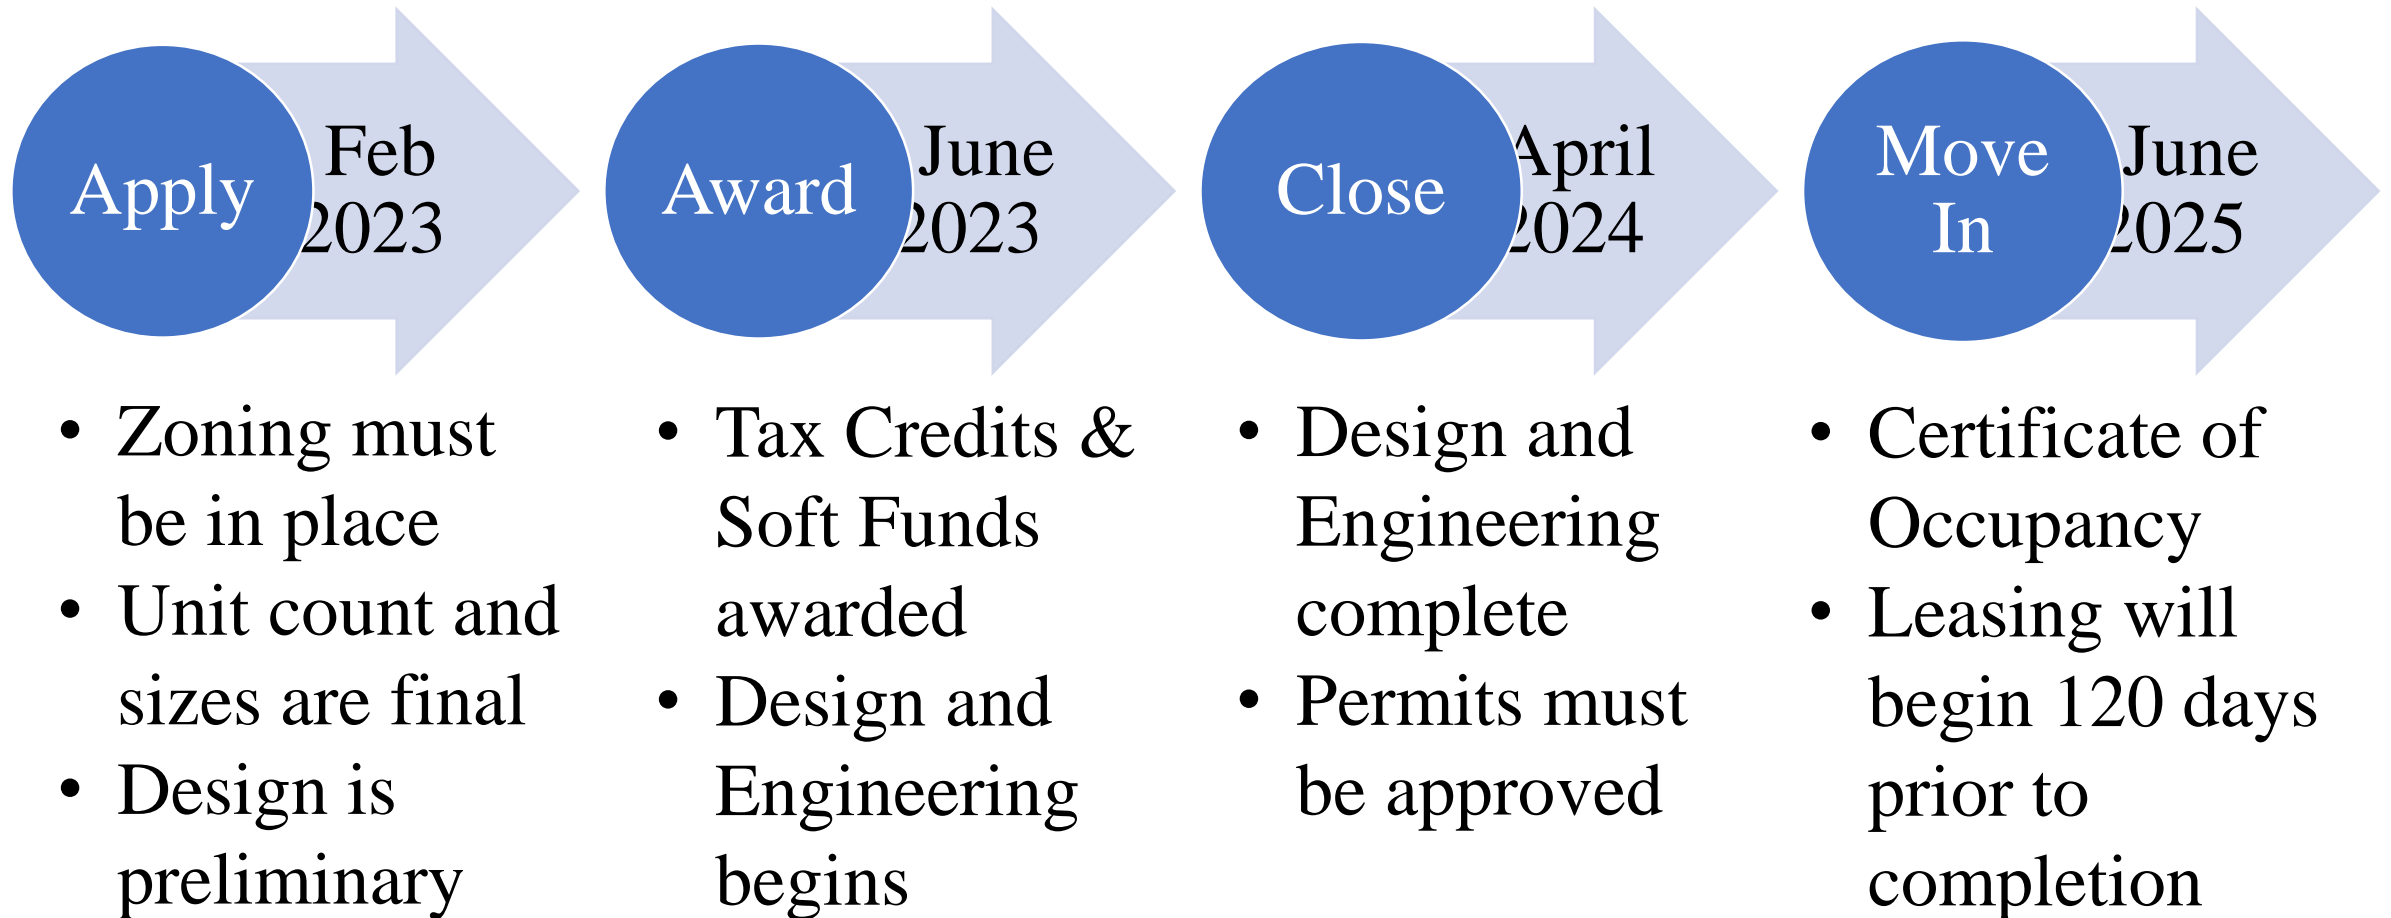 Apply
Feb
2023
Award
June
2023
Close
April
2024
Move
In
June
2025
• Zoning must
be in place
• Unit count and
sizes are final
• Design is
preliminary
• Tax Credits &
Soft Funds
awarded
• Design and
Engineering
begins
• Design and
Engineering
complete
• Permits must
be approved
• Certificate of
Occupancy
• Leasing will
begin 120 days
prior to
completion